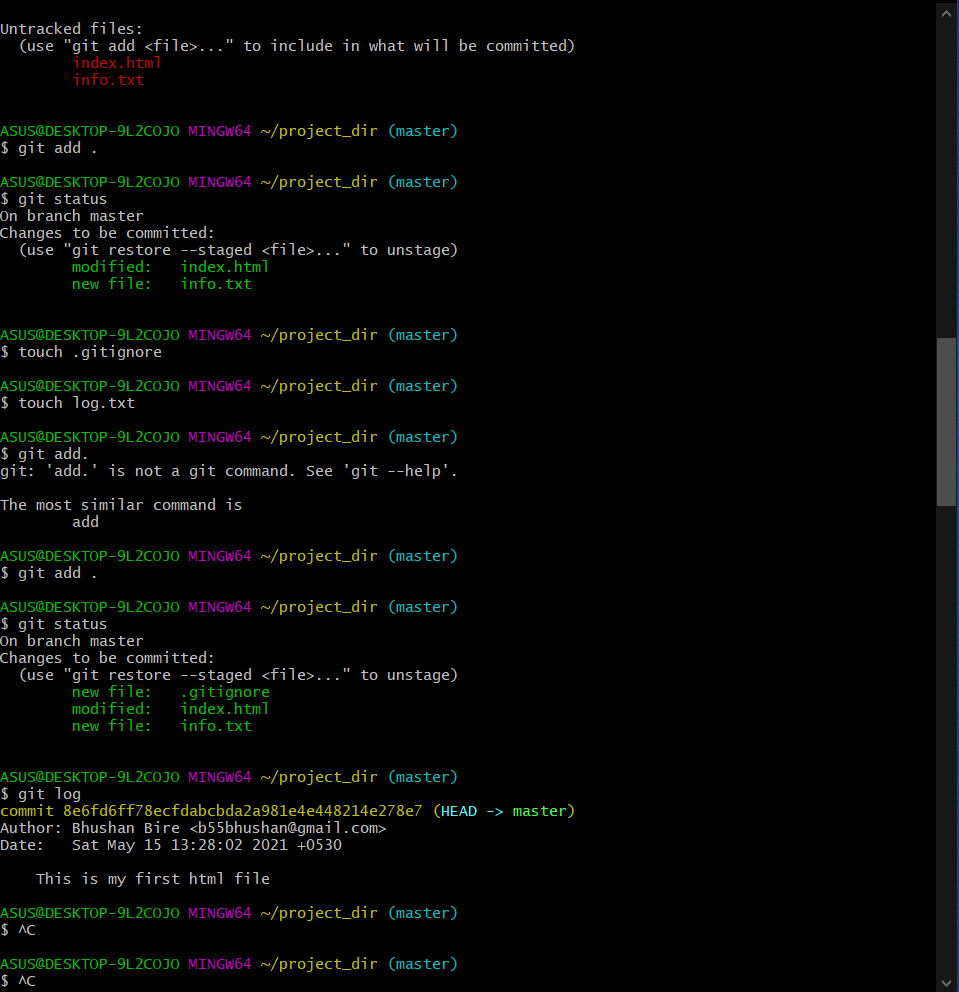 Untracked files:
  (use "git add <file>..." to include in what will be committed)
        index.html
        info.txt
ASUS@DESKTOP-9L2COJO MINGW64 ~/project_dir (master)
$ git add .
ASUS@DESKTOP-9L2COJO MINGW64 ~/project_dir (master)
$ git status
On branch master
Changes to be committed:
  (use "git restore --staged <file>..." to unstage)
        modified:   index.html
        new file:   info.txt
ASUS@DESKTOP-9L2COJO MINGW64 ~/project_dir (master)
$ touch .gitignore
ASUS@DESKTOP-9L2COJO MINGW64 ~/project_dir (master)
$ touch log.txt
ASUS@DESKTOP-9L2COJO MINGW64 ~/project_dir (master)
$ git add.
git: 'add.' is not a git command. See 'git --help'.
The most similar command is
        add
ASUS@DESKTOP-9L2COJO MINGW64 ~/project_dir (master)
$ git add .
ASUS@DESKTOP-9L2COJO MINGW64 ~/project_dir (master)
$ git status
On branch master
Changes to be committed:
  (use "git restore --staged <file>..." to unstage)
        new file:   .gitignore
        modified:   index.html
        new file:   info.txt
ASUS@DESKTOP-9L2COJO MINGW64 ~/project_dir (master)
$ git log
commit 8e6fd6ff78ecfdabcbda2a981e4e448214e278e7 (HEAD -> master)
Author: Bhushan Bire <b55bhushan@gmail.com>
Date:   Sat May 15 13:28:02 2021 +0530
    This is my first html file
ASUS@DESKTOP-9L2COJO MINGW64 ~/project_dir (master)
$ ^C
ASUS@DESKTOP-9L2COJO MINGW64 ~/project_dir (master)
$ ^C